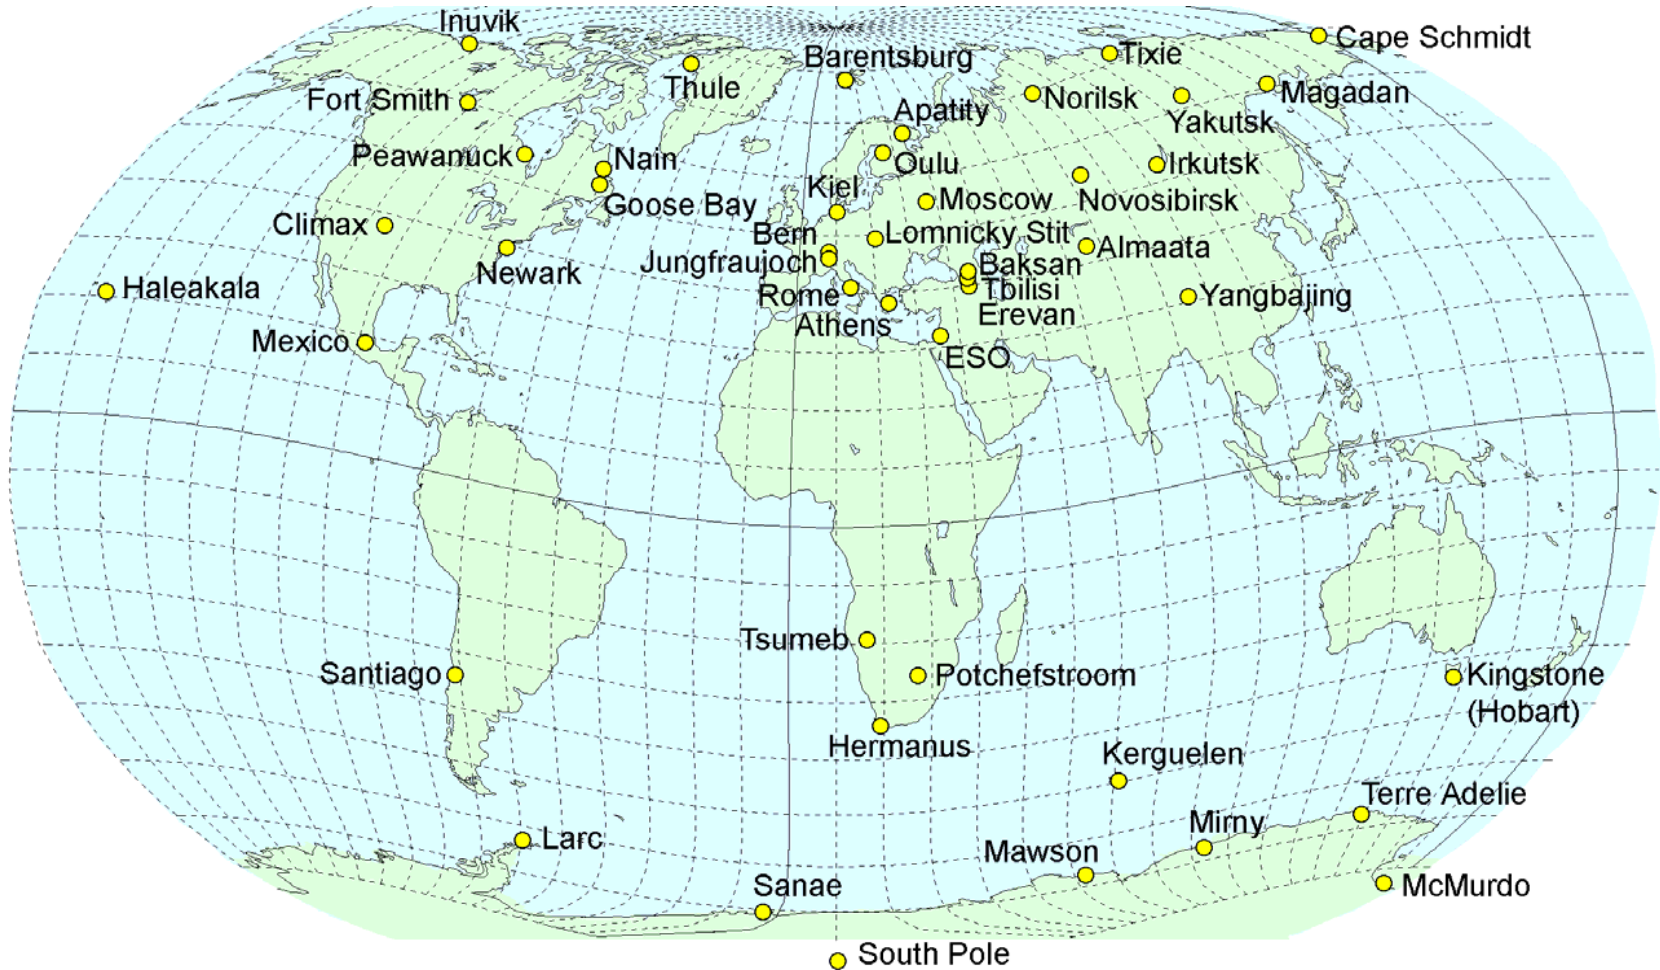 Inuvik
Cape Schmidt
Tixie
Barentsburg
Thule
Magadan
Norilsk
Fort Smith
Apatity
Yakutsk
Peawanuck
Nain
Oulu
Irkutsk
Kiel
Moscow
Novosibirsk
Goose Bay
Climax
Bern
Lomnicky Stit
Almaata
Jungfraujoch
Baksan
Newark
Haleakala
Rome
Tbilisi
Yangbajing
Athens
Erevan
Mexico
ESO
Tsumeb
Santiago
Potchefstroom
Kingstone
(Hobart)
Hermanus
Kerguelen
Terre Adelie
Mirny
Larc
Mawson
Sanae
McMurdo
South Pole